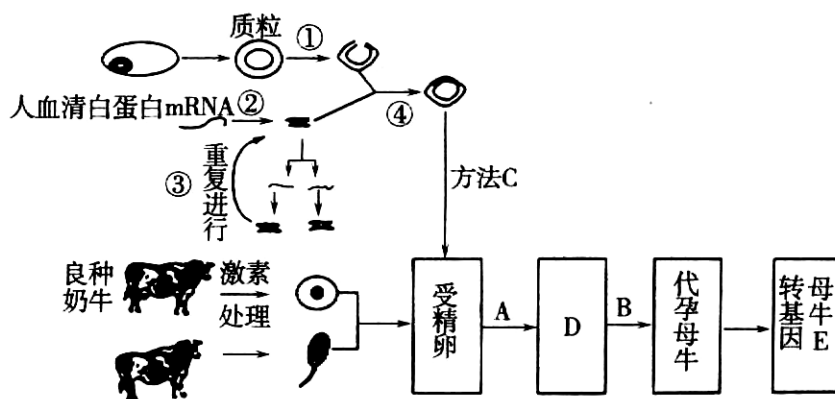 质粒
①
人血清白蛋白mRNA
②
④
③
重复进行
方法C
良种
奶牛
激素
处理
受精卵
A
D
B
代孕母牛
转基因
母牛E